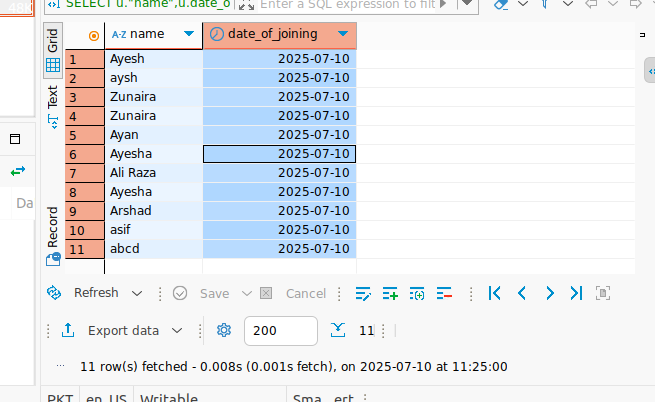 SELECT u."name",u.date_o Enter a SQL expression to filt
Grid
Text
Record
A-Z name date_of_joining
1 Ayesh 2025-07-10
2 aysh 2025-07-10
3 Zunaira 2025-07-10
4 Zunaira 2025-07-10
5 Ayan 2025-07-10
6 Ayesha 2025-07-10
7 Ali Raza 2025-07-10
8 Ayesha 2025-07-10
9 Arshad 2025-07-10
10 asif 2025-07-10
11 abcd 2025-07-10
Da
Refresh Save Cancel
Export data 200 11
... 11 row(s) fetched - 0.008s (0.001s fetch), on 2025-07-10 at 11:25:00
PKT en_US Writable